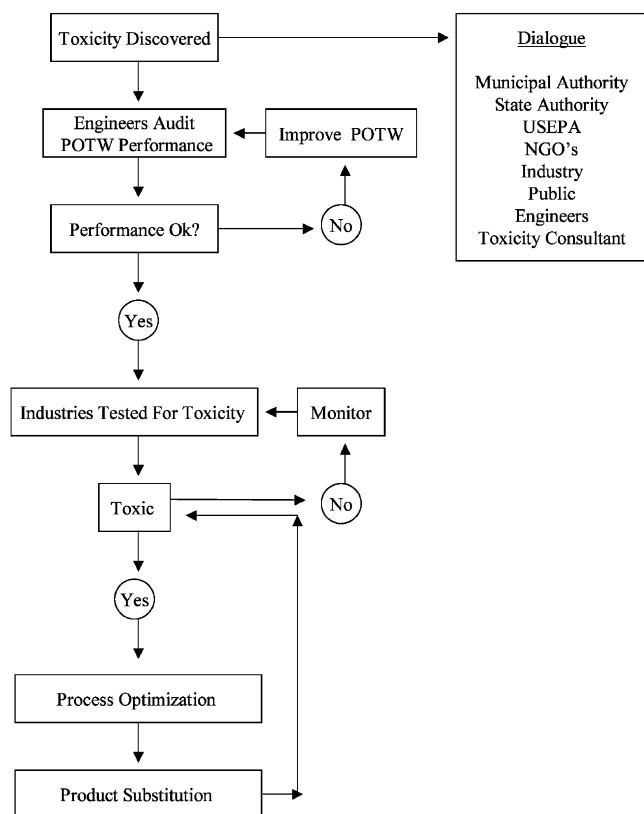 Toxicity Discovered
Dialogue
Municipal Authority
State Authority
USEPA
NGO's
Industry
Public
Engineers
Toxicity Consultant
Engineers Audit
POTW Performance
Improve POTW
Performance Ok?
No
Yes
Industries Tested For Toxicity
Monitor
Toxic
No
Yes
Process Optimization
Product Substitution